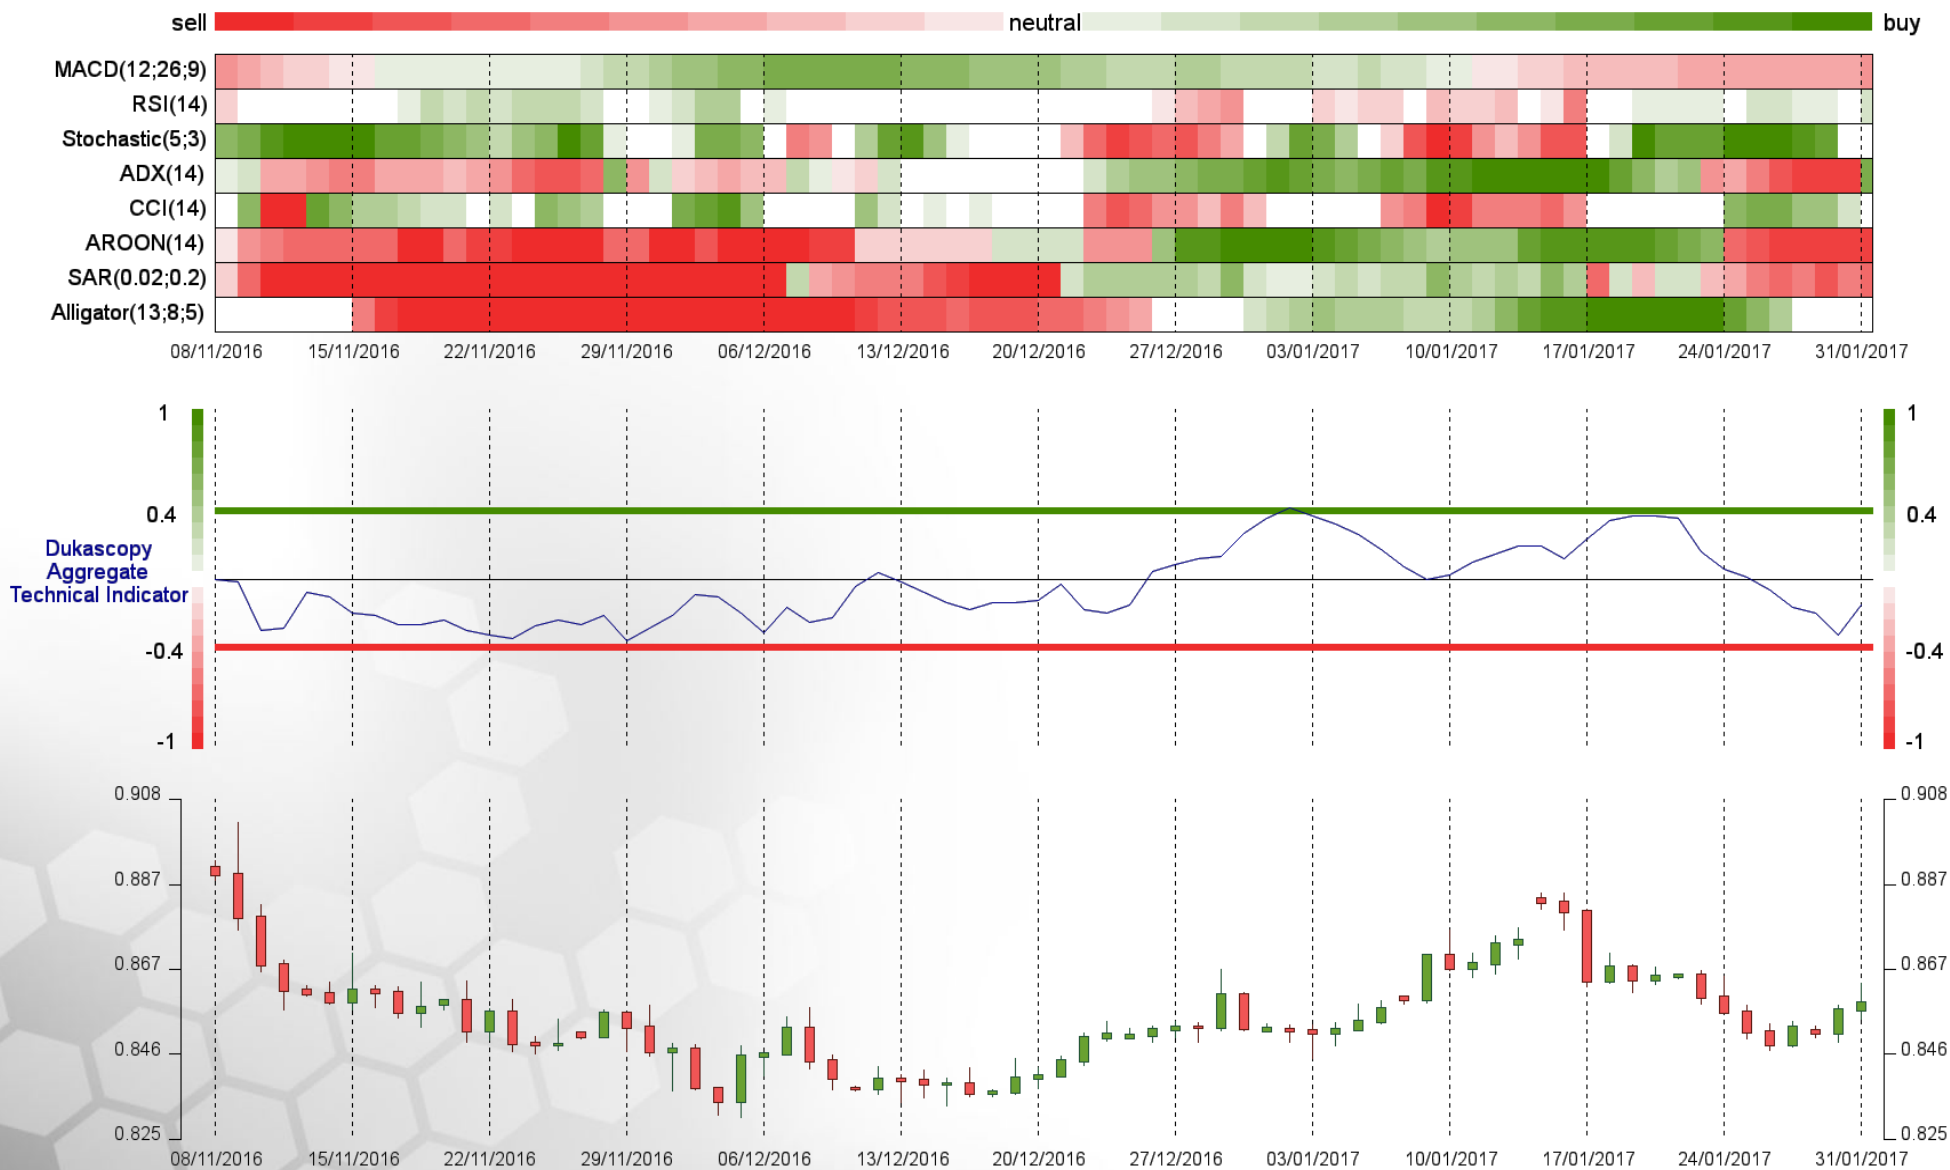 sell neutral buy
MACD(12;26;9)
RSI(14)
Stochastic(5;3)
ADX(14)
CCI(14)
AROON(14)
SAR(0.02;0.2)
Alligator(13;8;5)
08/11/2016 15/11/2016 22/11/2016 29/11/2016 06/12/2016 13/12/2016 20/12/2016 27/12/2016 03/01/2017 10/01/2017 17/01/2017 24/01/2017 31/01/2017
1 1
0.4 0.4
Dukascopy
Aggregate
Technical Indicator
-0.4 -0.4
-1 -1
0.908 0.908
0.887 0.887
0.867 0.867
0.846 0.846
0.825 0.825
08/11/2016 15/11/2016 22/11/2016 29/11/2016 06/12/2016 13/12/2016 20/12/2016 27/12/2016 03/01/2017 10/01/2017 17/01/2017 24/01/2017 31/01/2017